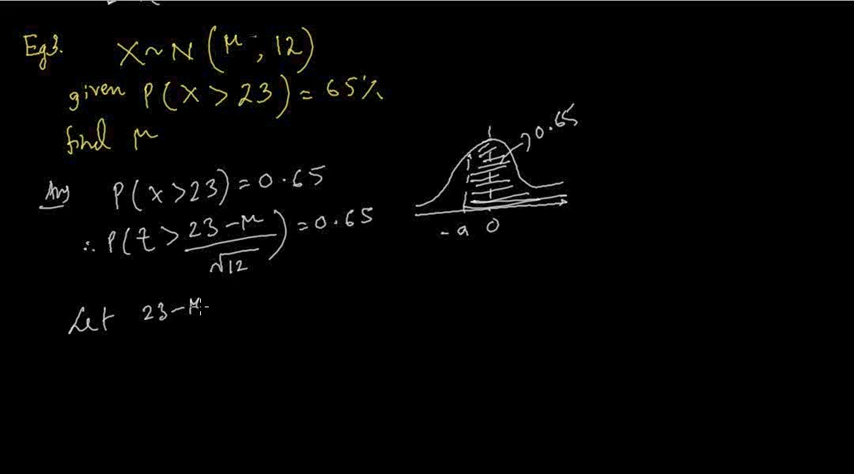 Eg3. X~N(μ, 12)
given P(X > 23) = 65%
find μ
Ans P(X>23) = 0.65
∴ P(Z > 23-μ/√12) = 0.65
0.65
-a 0
Let 23-μ